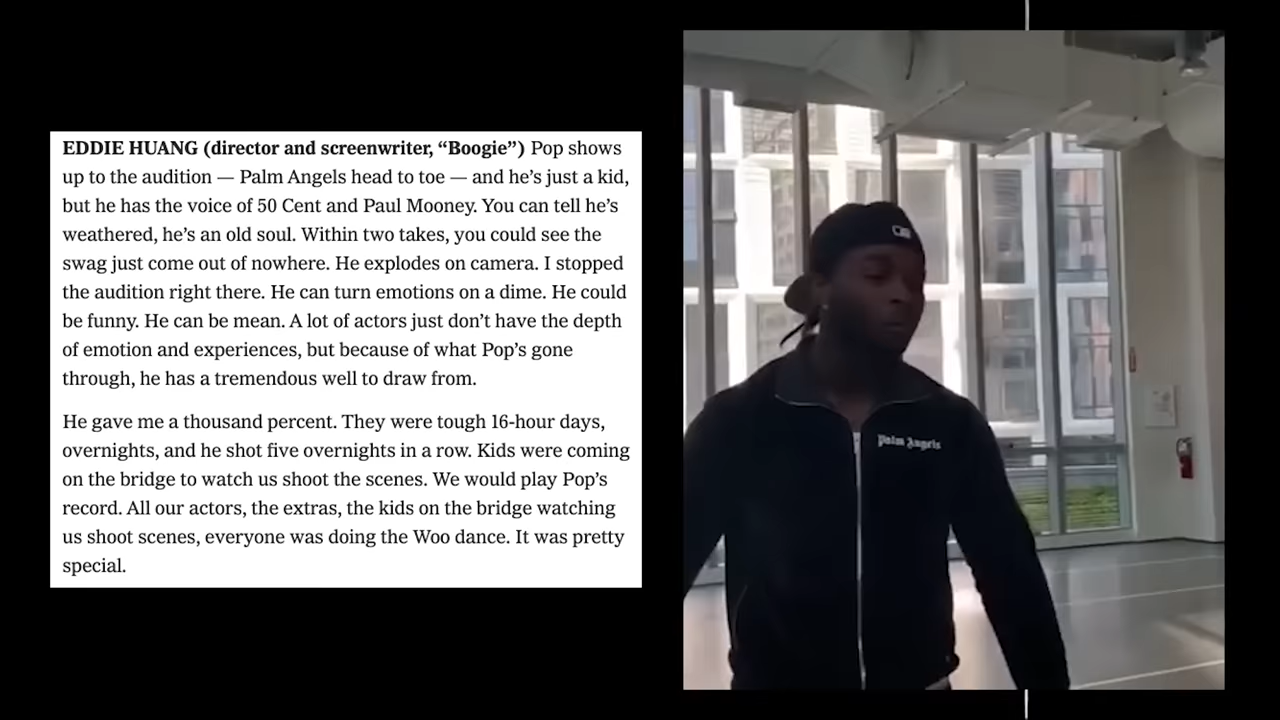 EDDIE HUANG (director and screenwriter, “Boogie”) Pop shows
up to the audition — Palm Angels head to toe — and he’s just a kid,
but he has the voice of 50 Cent and Paul Mooney. You can tell he’s
weathered, he’s an old soul. Within two takes, you could see the
swag just come out of nowhere. He explodes on camera. I stopped
the audition right there. He can turn emotions on a dime. He could
be funny. He can be mean. A lot of actors just don’t have the depth
of emotion and experiences, but because of what Pop’s gone
through, he has a tremendous well to draw from.
He gave me a thousand percent. They were tough 16-hour days,
overnights, and he shot five overnights in a row. Kids were coming
on the bridge to watch us shoot the scenes. We would play Pop’s
record. All our actors, the extras, the kids on the bridge watching
us shoot scenes, everyone was doing the Woo dance. It was pretty
special.
Palm Angels